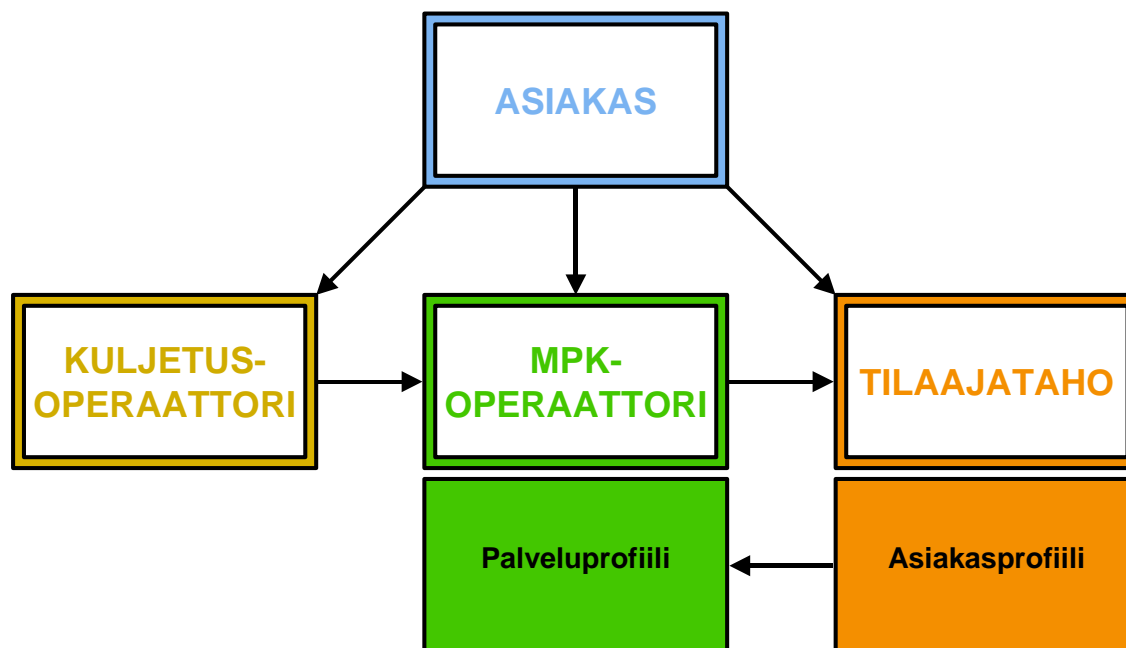 ASIAKAS
KULJETUS-
OPERAATTORI
MPK-
OPERAATTORI
TILAAJATAHO
Palveluprofiili
Asiakasprofiili